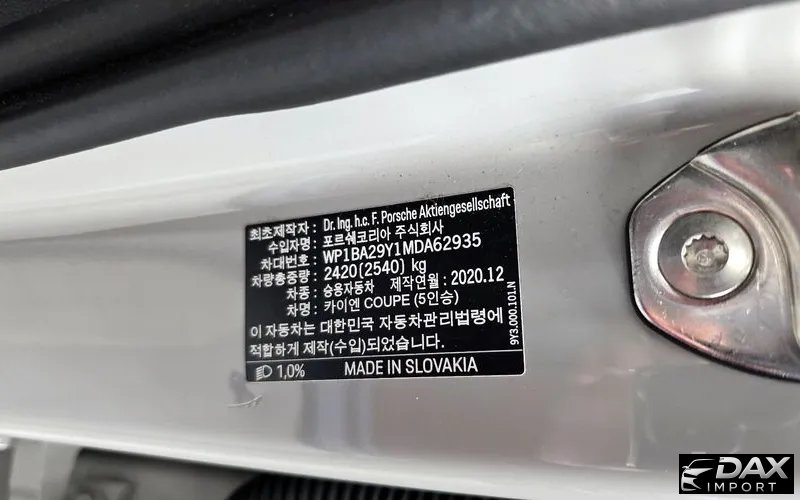 최초제작자 : Dr. Ing. h.c. F. Porsche Aktiengesellschaft
수입자명 : 포르쉐코리아 주식회사
차대번호 : WP1BA29Y1MDA62935
차량총중량 : 2420(2540) kg
차종 : 승용자동차 제작연월 : 2020.12
차명 : 카이엔 COUPE (5인승)
이 자동차는 대한민국 자동차관리법령에
적합하게 제작(수입)되었습니다.
1,0% MADE IN SLOVAKIA
9Y3.000.101.N
DAX
IMPORT